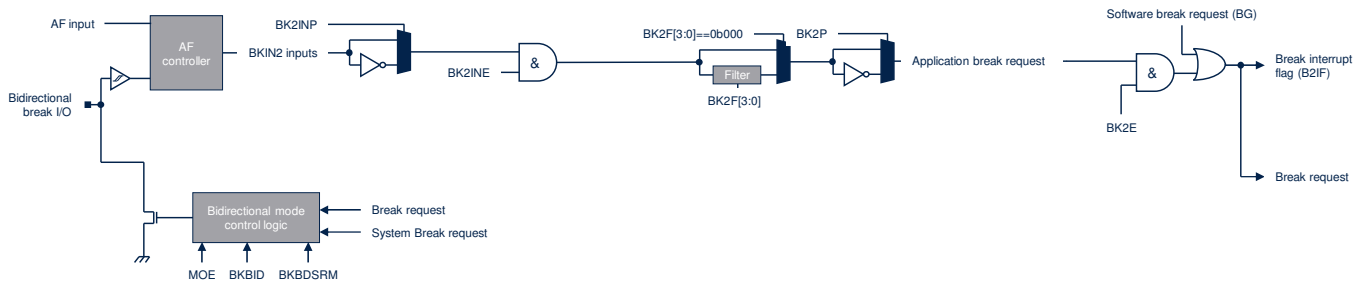 Software break request (BG)
AF input
BK2INP
BK2F[3:0]==0b000
BK2P
AF
controller
BKIN2 inputs
Application break request
Break interrupt
flag (B2IF)
&
&
BK2INE
Filter
Bidirectional
break I/O
BK2F[3:0]
BK2E
Break request
Bidirectional mode
control logic
Break request
System Break request
MOE
BKBID
BKBDSRM